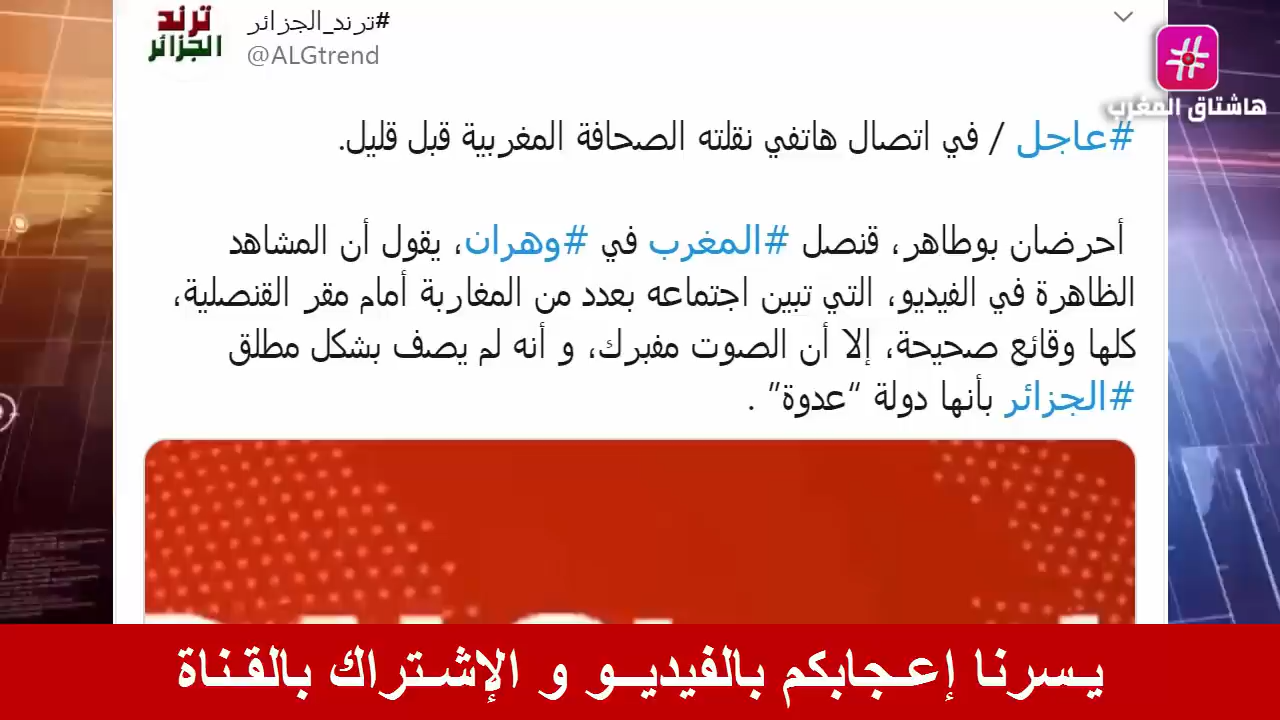 #ترند_الجزائر
@ALGtrend
ترند
الجزائر
هاشتاق المغرب
#عاجل / في اتصال هاتفي نقلته الصحافة المغربية قبل قليل.
أحرضان بوطاهر، قنصل #المغرب في #وهران، يقول أن المشاهد
الظاهرة في الفيديو، التي تبين اجتماعه بعدد من المغاربة أمام مقر القنصلية،
كلها وقائع صحيحة، إلا أن الصوت مفبرك، و أنه لم يصف بشكل مطلق
#الجزائر بأنها دولة “عدوة” .
يسرنا إعجابكم بالفيديو و الإشتراك بالقناة